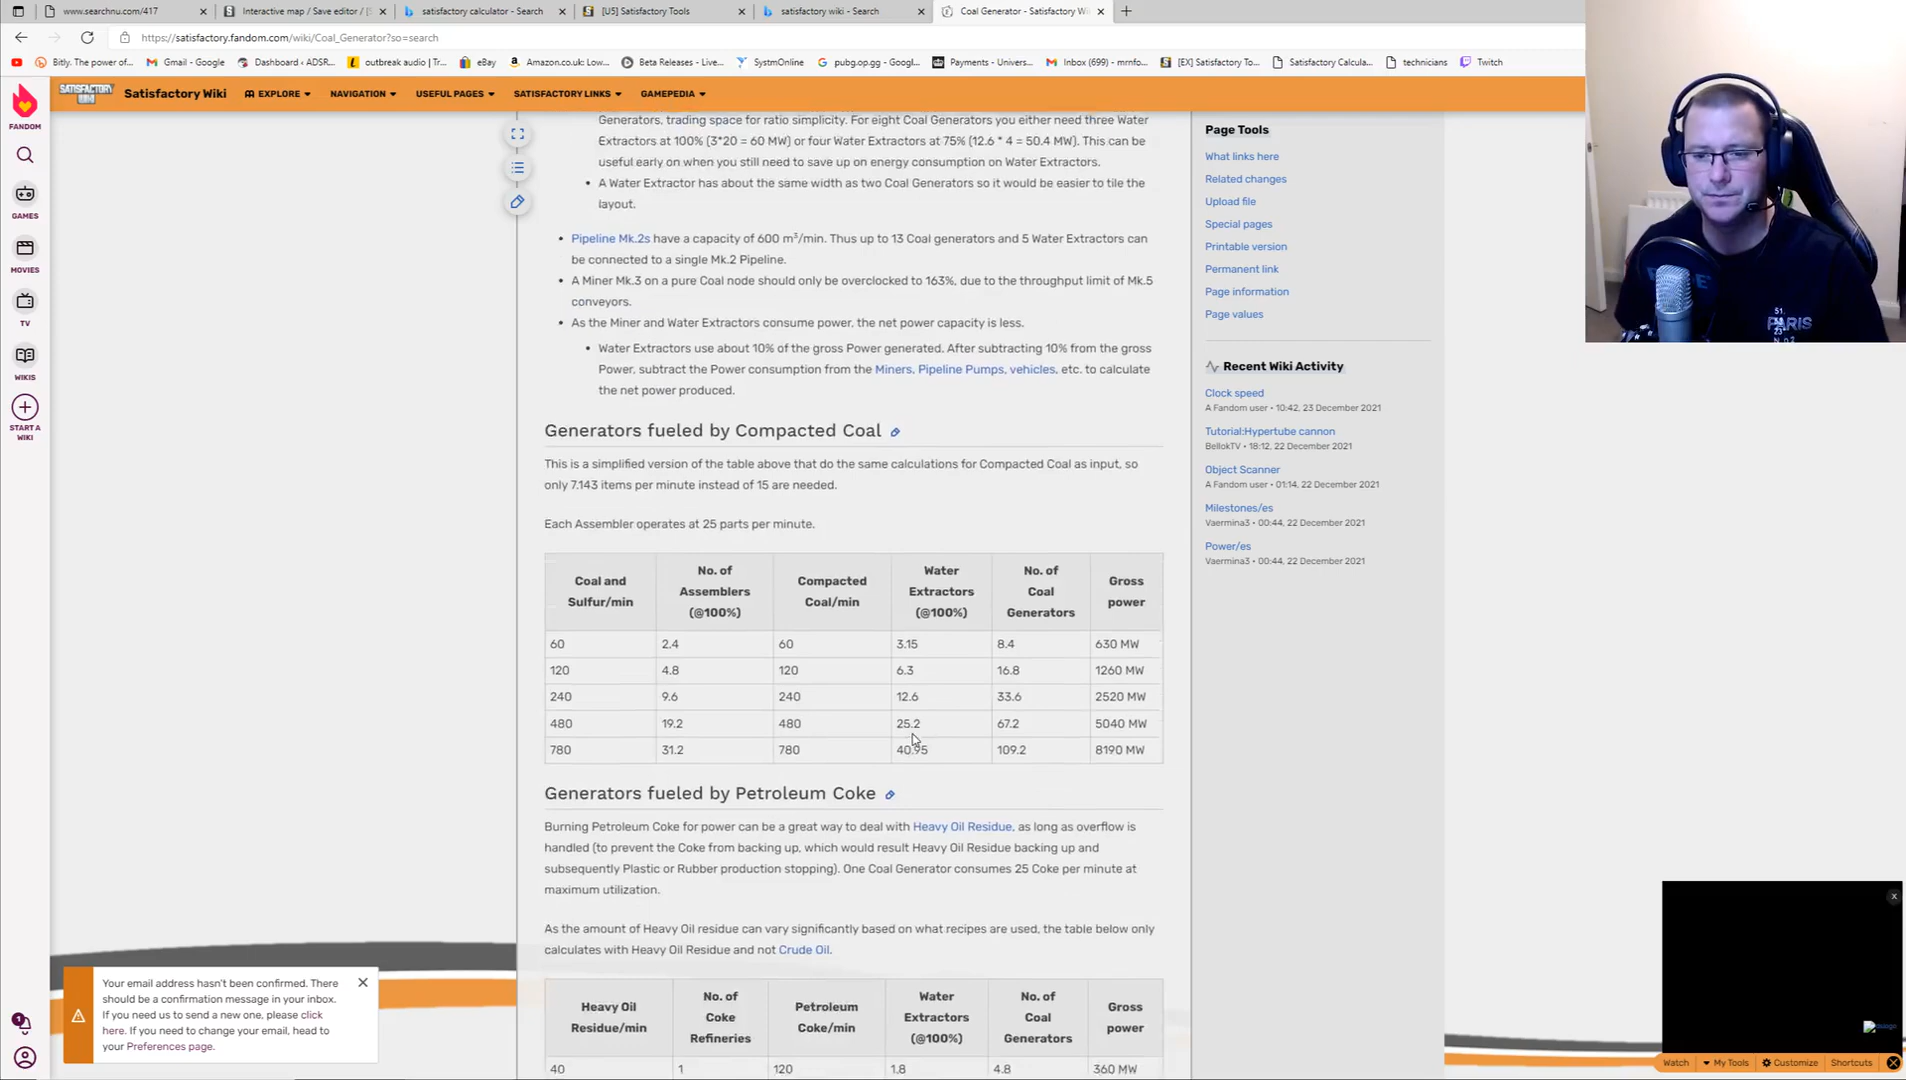 www.searchnu.com/417
Interactive map / Save editor / [S
satisfactory calculator - Search
[U5] Satisfactory Tools
satisfactory wiki - Search
Coal Generator - Satisfactory Wi
https://satisfactory.fandom.com/wiki/Coal_Generator?so=search
Bitly. The power of...
Gmail - Google
Dashboard ‹ ADSR...
outbreak audio | Tr...
eBay
Amazon.co.uk: Low...
Beta Releases - Live...
SystmOnline
pubg.op.gg - Googl...
Payments - Univers...
Inbox (699) - mrnfo...
[EX] Satisfactory To...
Satisfactory Calcula...
technicians
Twitch
Satisfactory Wiki
EXPLORE
NAVIGATION
USEFUL PAGES
SATISFACTORY LINKS
GAMEPEDIA
FANDOM
GAMES
MOVIES
TV
WIKIS
START A
WIKI
Generators, trading space for ratio simplicity. For eight Coal Generators you either need three Water
Extractors at 100% (3*20 = 60 MW) or four Water Extractors at 75% (12.6 * 4 = 50.4 MW). This can be
useful early on when you still need to save up on energy consumption on Water Extractors.
A Water Extractor has about the same width as two Coal Generators so it would be easier to tile the
layout.
Pipeline Mk.2s have a capacity of 600 m³/min. Thus up to 13 Coal generators and 5 Water Extractors can
be connected to a single Mk.2 Pipeline.
A Miner Mk.3 on a pure Coal node should only be overclocked to 163%, due to the throughput limit of Mk.5
conveyors.
As the Miner and Water Extractors consume power, the net power capacity is less.
Water Extractors use about 10% of the gross Power generated. After subtracting 10% from the gross
Power, subtract the Power consumption from the Miners, Pipeline Pumps, vehicles, etc. to calculate
the net power produced.
Generators fueled by Compacted Coal
This is a simplified version of the table above that do the same calculations for Compacted Coal as input, so
only 7.143 items per minute instead of 15 are needed.
Each Assembler operates at 25 parts per minute.
Coal and Sulfur/min | No. of Assemblers (@100%) | Compacted Coal/min | Water Extractors (@100%) | No. of Coal Generators | Gross power
60 2.4 60 3.15 8.4 630 MW
120 4.8 120 6.3 16.8 1260 MW
240 9.6 240 12.6 33.6 2520 MW
480 19.2 480 25.2 67.2 5040 MW
780 31.2 780 40.95 109.2 8190 MW
Generators fueled by Petroleum Coke
Burning Petroleum Coke for power can be a great way to deal with Heavy Oil Residue, as long as overflow is
handled (to prevent the Coke from backing up, which would result Heavy Oil Residue backing up and
subsequently Plastic or Rubber production stopping). One Coal Generator consumes 25 Coke per minute at
maximum utilization.
As the amount of Heavy Oil residue can vary significantly based on what recipes are used, the table below only
calculates with Heavy Oil Residue and not Crude Oil.
Heavy Oil Residue/min | No. of Coke Refineries | Petroleum Coke/min | Water Extractors (@100%) | No. of Coal Generators | Gross power
40 1 120 1.8 4.8 360 MW
Page Tools
What links here
Related changes
Upload file
Special pages
Printable version
Permanent link
Page information
Page values
Recent Wiki Activity
Clock speed
A Fandom user • 10:42, 23 December 2021
Tutorial:Hypertube cannon
BellokTV • 18:12, 22 December 2021
Object Scanner
A Fandom user • 01:14, 22 December 2021
Milestones/es
Vaermina3 • 00:44, 22 December 2021
Power/es
Vaermina3 • 00:44, 22 December 2021
Your email address hasn't been confirmed. There
should be a confirmation message in your inbox.
If you need us to send a new one, please click
here. If you need to change your email, head to
your Preferences page.
1
Watch
My Tools
Customize
Shortcuts
PARIS